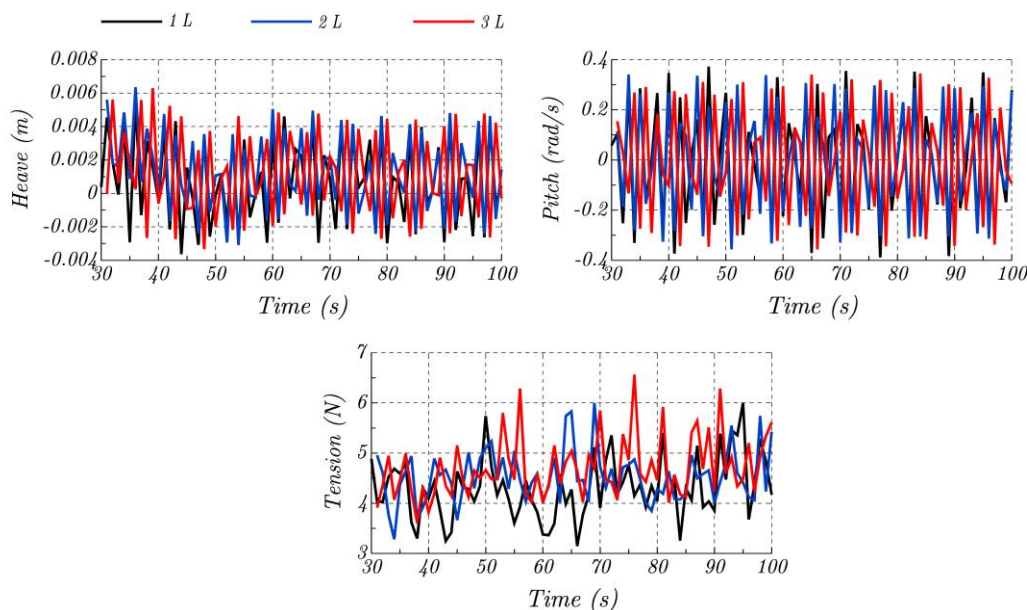 1 L 2 L 3 L
0.008
0.006
0.004
0.002
0
-0.002
-0.004
Heave (m)
30 40 50 60 70 80 90 100
Time (s)
0.4
0.2
0
-0.2
-0.4
Pitch (rad/s)
30 40 50 60 70 80 90 100
Time (s)
7
6
5
4
3
Tension (N)
30 40 50 60 70 80 90 100
Time (s)